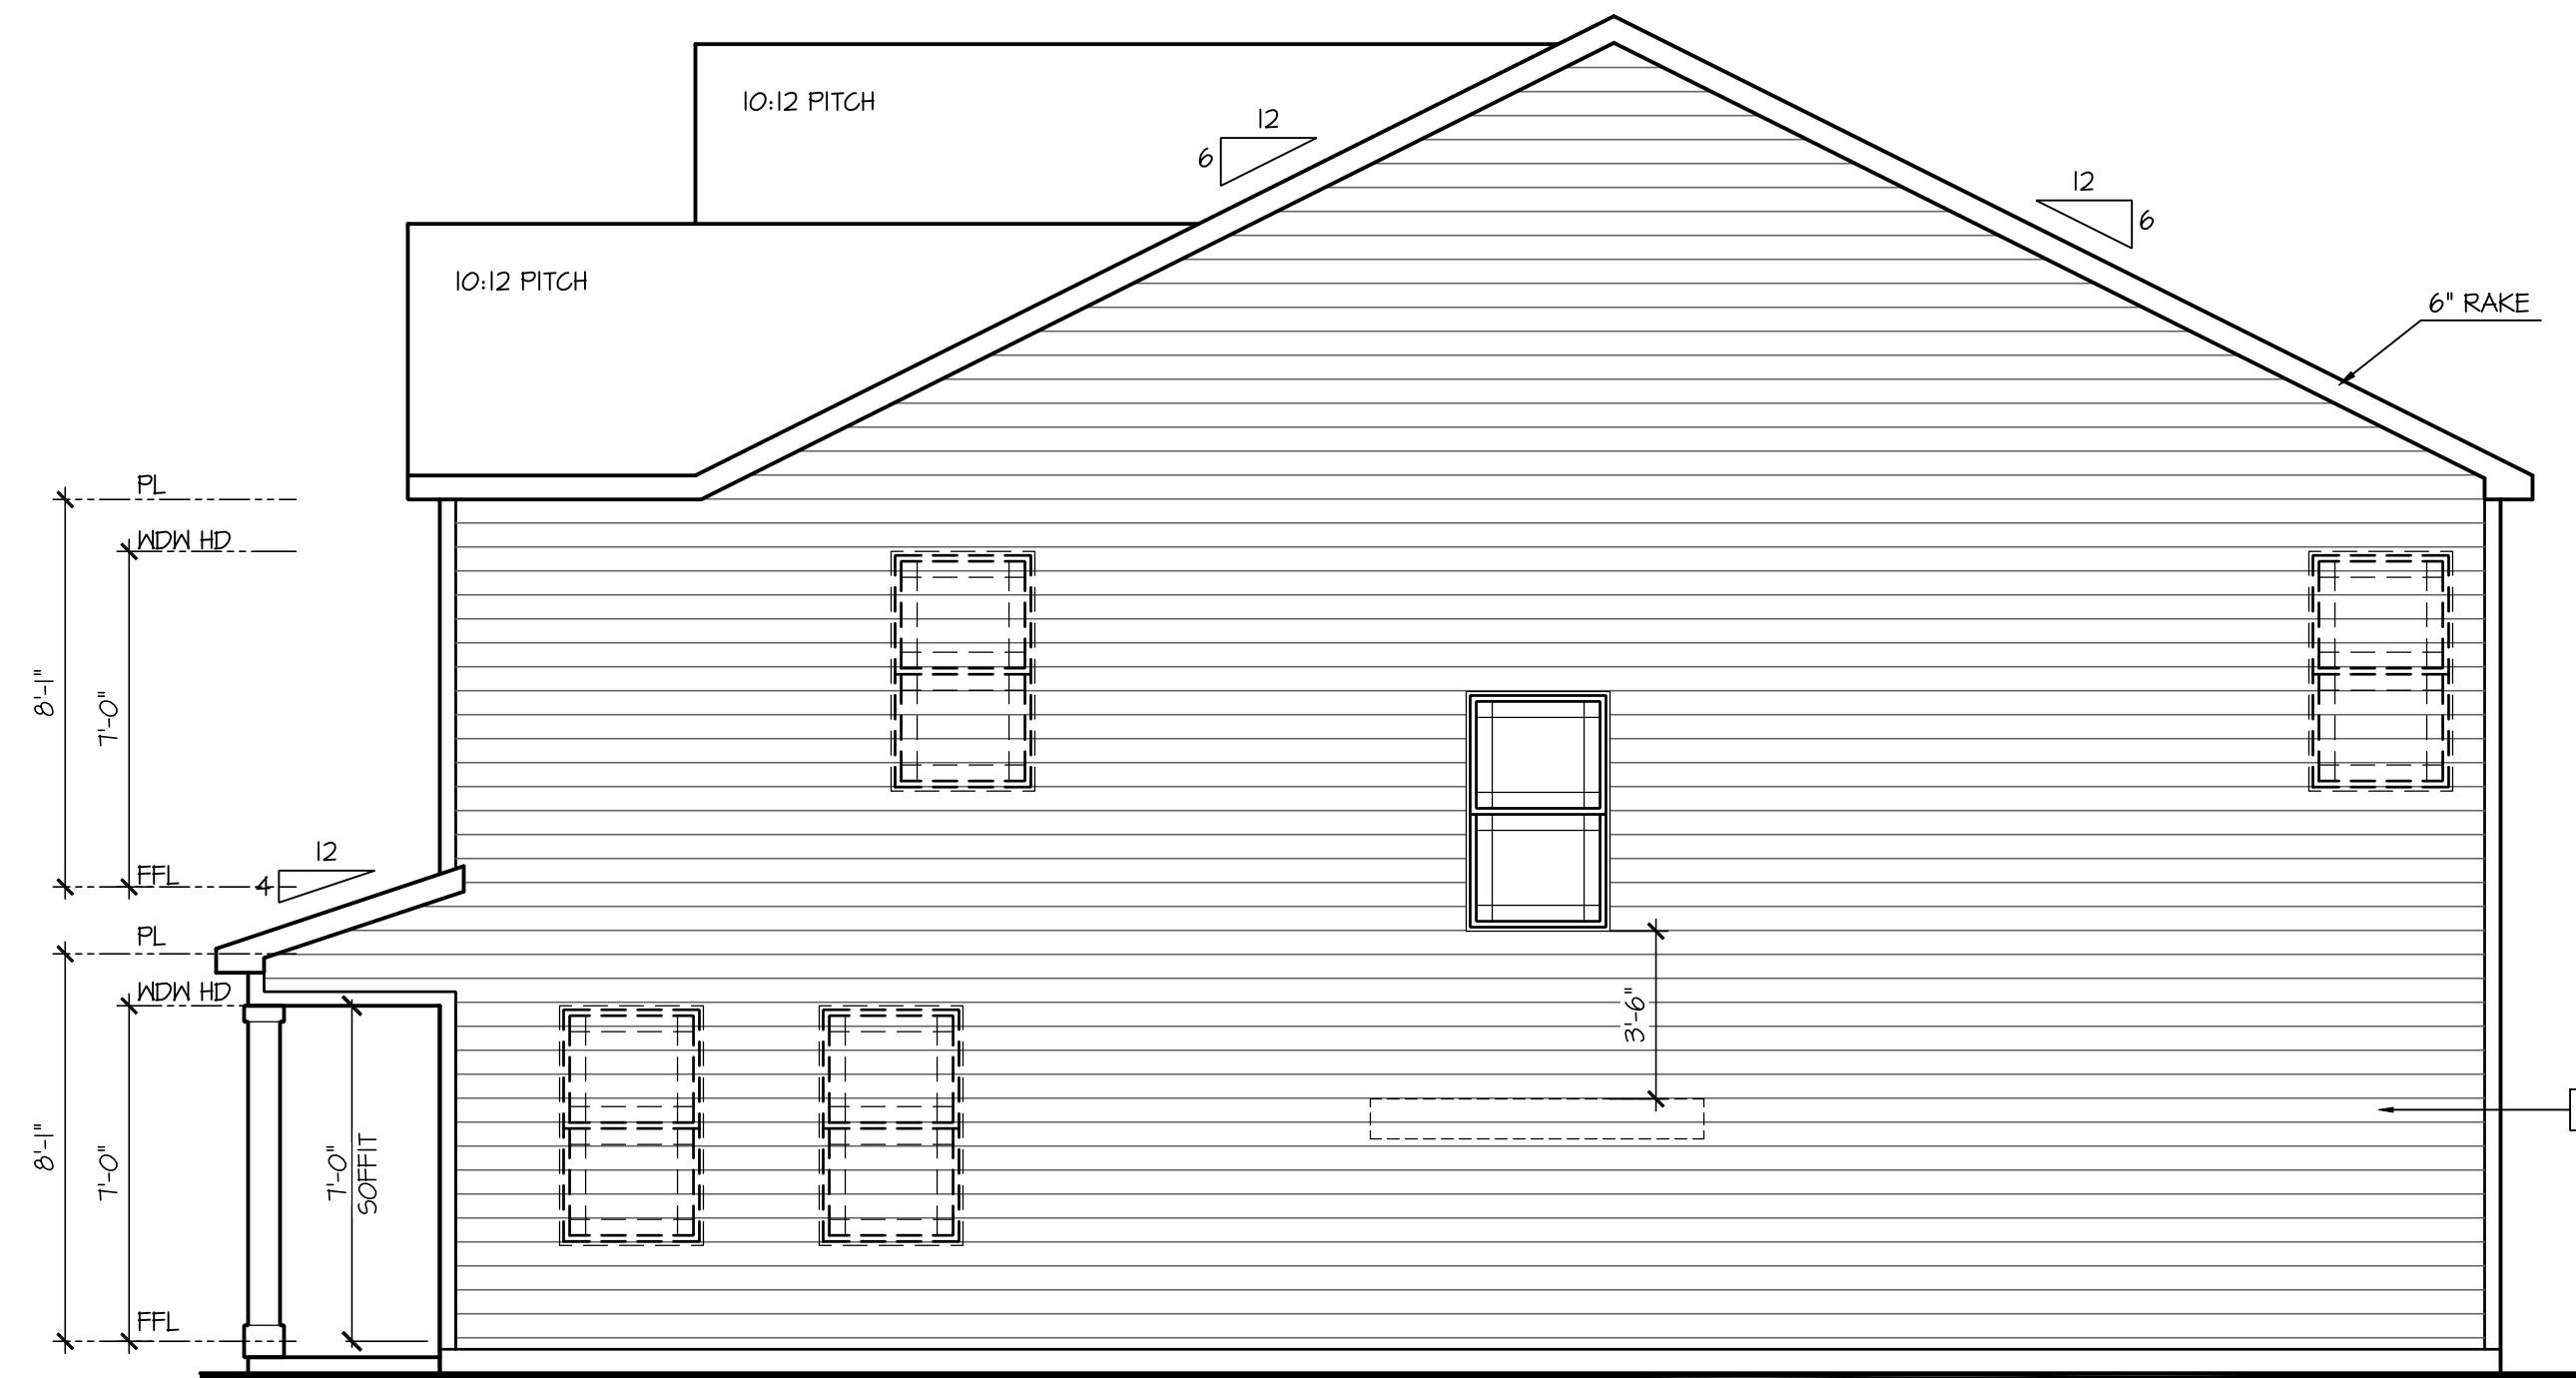 10:12 PITCH
12
6
12
6
10:12 PITCH
6" RAKE
PL
WDW HD
8'-1"
7'-0"
12
4
FFL
PL
WDW HD
3'-6"
8'-1"
7'-0"
7'-0"
SOFFIT
FFL